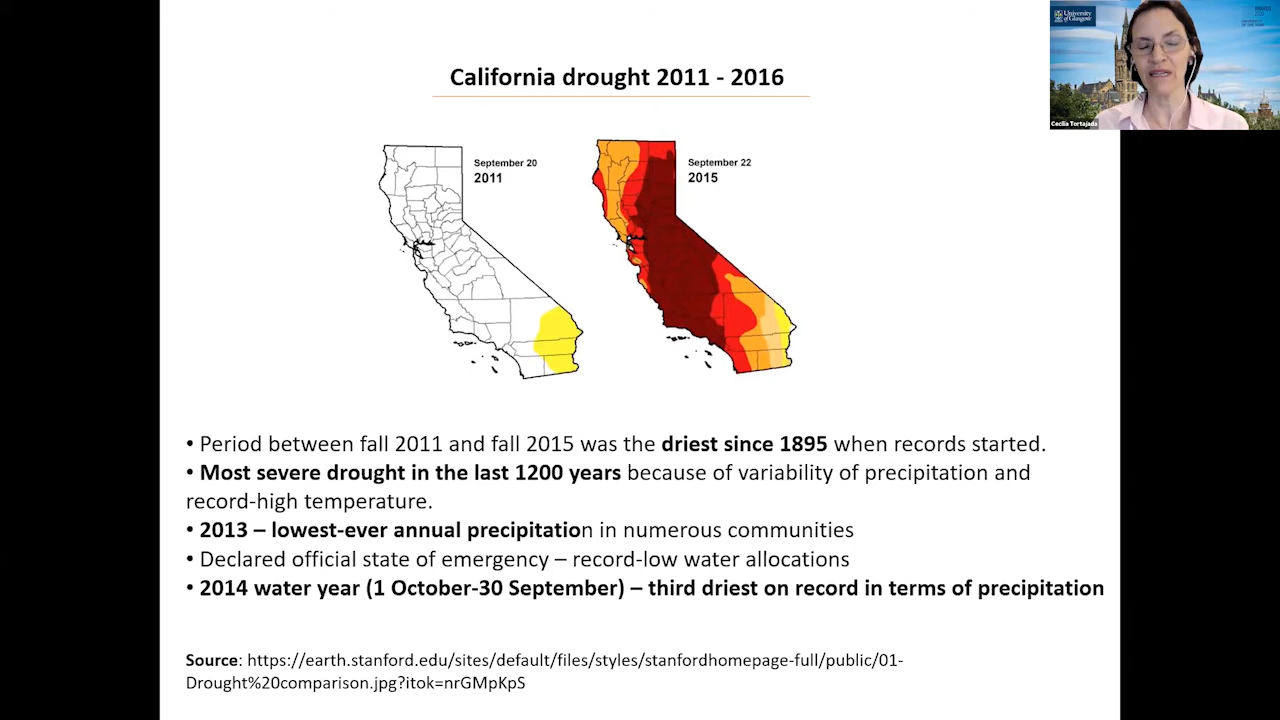 University
of Glasgow
Cecilia Tortajada
California drought 2011 - 2016
September 20
2011
September 22
2015
• Period between fall 2011 and fall 2015 was the driest since 1895 when records started.
• Most severe drought in the last 1200 years because of variability of precipitation and
record-high temperature.
• 2013 – lowest-ever annual precipitation in numerous communities
• Declared official state of emergency – record-low water allocations
• 2014 water year (1 October-30 September) – third driest on record in terms of precipitation
Source: https://earth.stanford.edu/sites/default/files/styles/stanfordhomepage-full/public/01-
Drought%20comparison.jpg?itok=nrGMpKpS